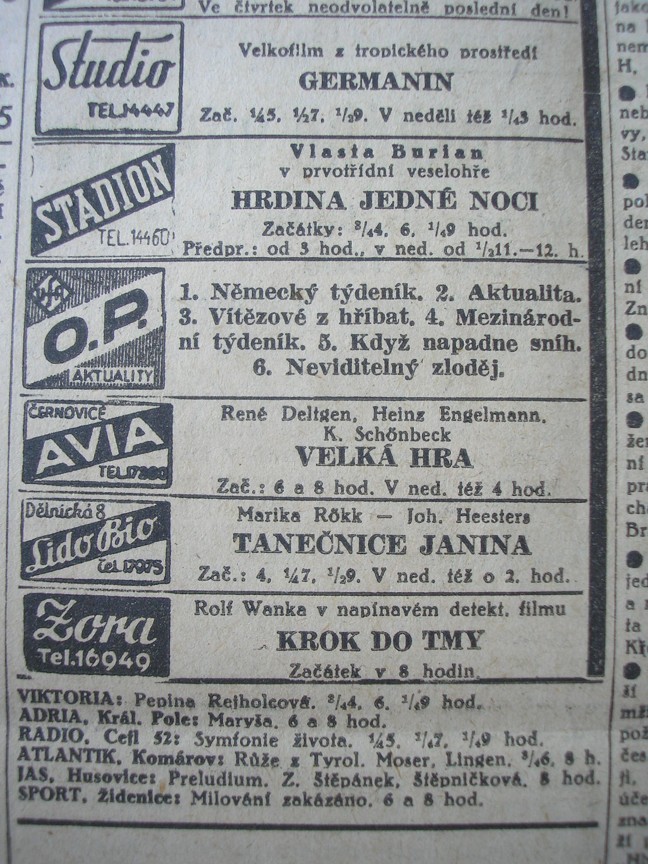 Ve čtvrtek neodvolatelně poslední den!
Studio
TEL.14447
Velkofilm z tropického prostředí
GERMANIN
Zač. ¼5, ½7, ½9. V neděli též ½3 hod.
STADION
TEL.14460
Vlasta Burian
v prvotřídní veselohře
HRDINA JEDNÉ NOCI
Začátky: ¾4, 6, ¼9 hod.
Předpr.: od 3 hod., v ned. od ½11.—12. h.
O.P.
AKTUALITY
1. Německý týdeník. 2. Aktualita.
3. Vítězové z hříbat. 4. Mezinárod-
ní týdeník. 5. Když napadne sníh.
6. Neviditelný zloděj.
ČERNOVICE
AVIA
René Deltgen, Heinz Engelmann,
K. Schönbeck
VELKÁ HRA
Zač.: 6 a 8 hod. V ned. též 4 hod.
Dělnická 8
Lido Bio
tel. 17075
Marika Rökk — Joh. Heesters
TANEČNICE JANINA
Zač.: 4, ¼7, ½9. V ned. též o 2. hod.
Zora
Tel.16949
Rolf Wanka v napínavém detekt. filmu
KROK DO TMY
Začátek v 8 hodin.
VIKTORIA: Pepina Rejholcová. ¾4, 6, ¼9 hod.
ADRIA, Král. Pole: Maryša. 6 a 8 hod.
RADIO, Cejl 52: Symfonie života. ¼5, ¼7, ¼9 hod.
ATLANTIK, Komárov: Růže z Tyrol. Moser, Lingen. ¾6, 8 h.
JAS, Husovice: Preludium. Z. Štěpánek, Štěpničková. 8 hod.
SPORT, Židenice: Milování zakázáno. 6 a 8 hod.